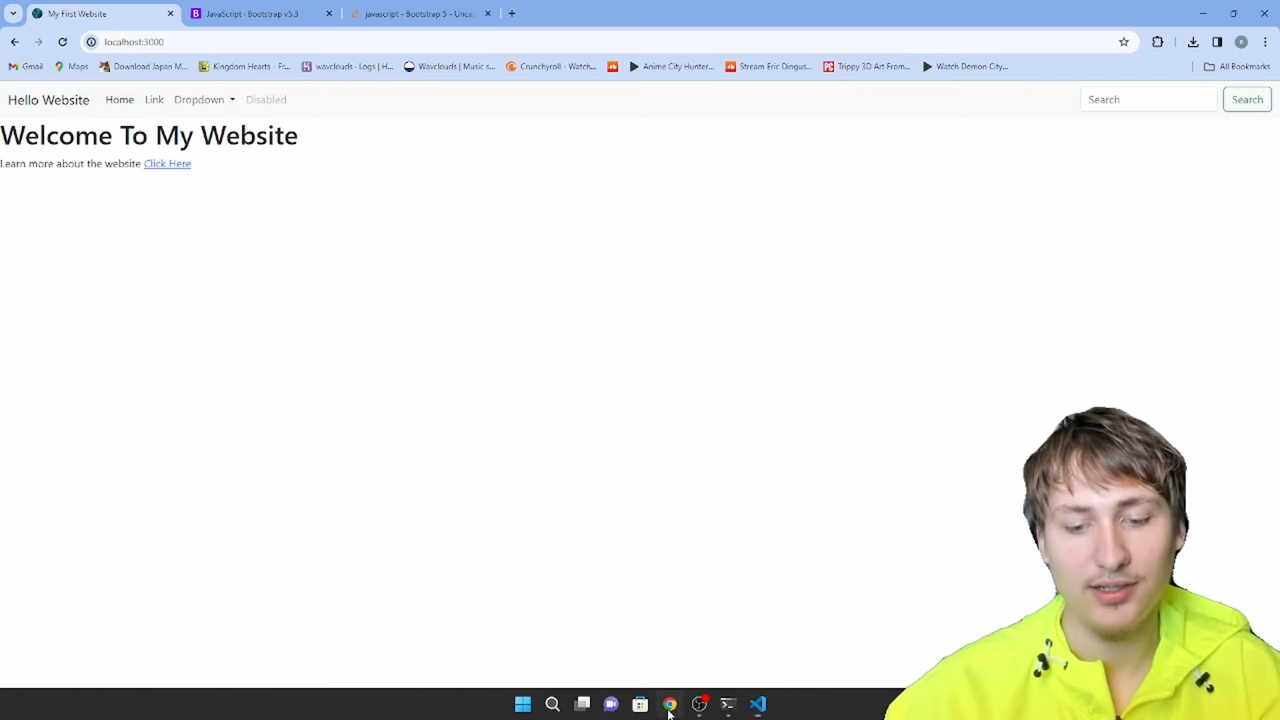 My First Website
JavaScript · Bootstrap v5.3
javascript - Bootstrap 5 - Unca
localhost:3000
Gmail
Maps
Download Japan M...
Kingdom Hearts - Fr...
wavclouds · Logs | H...
Wavclouds | Music s...
Crunchyroll - Watch...
Anime City Hunter...
Stream Eric Dingus...
Trippy 3D Art From...
Watch Demon City...
All Bookmarks
Hello Website Home Link Dropdown Disabled Search Search
Welcome To My Website
Learn more about the website Click Here